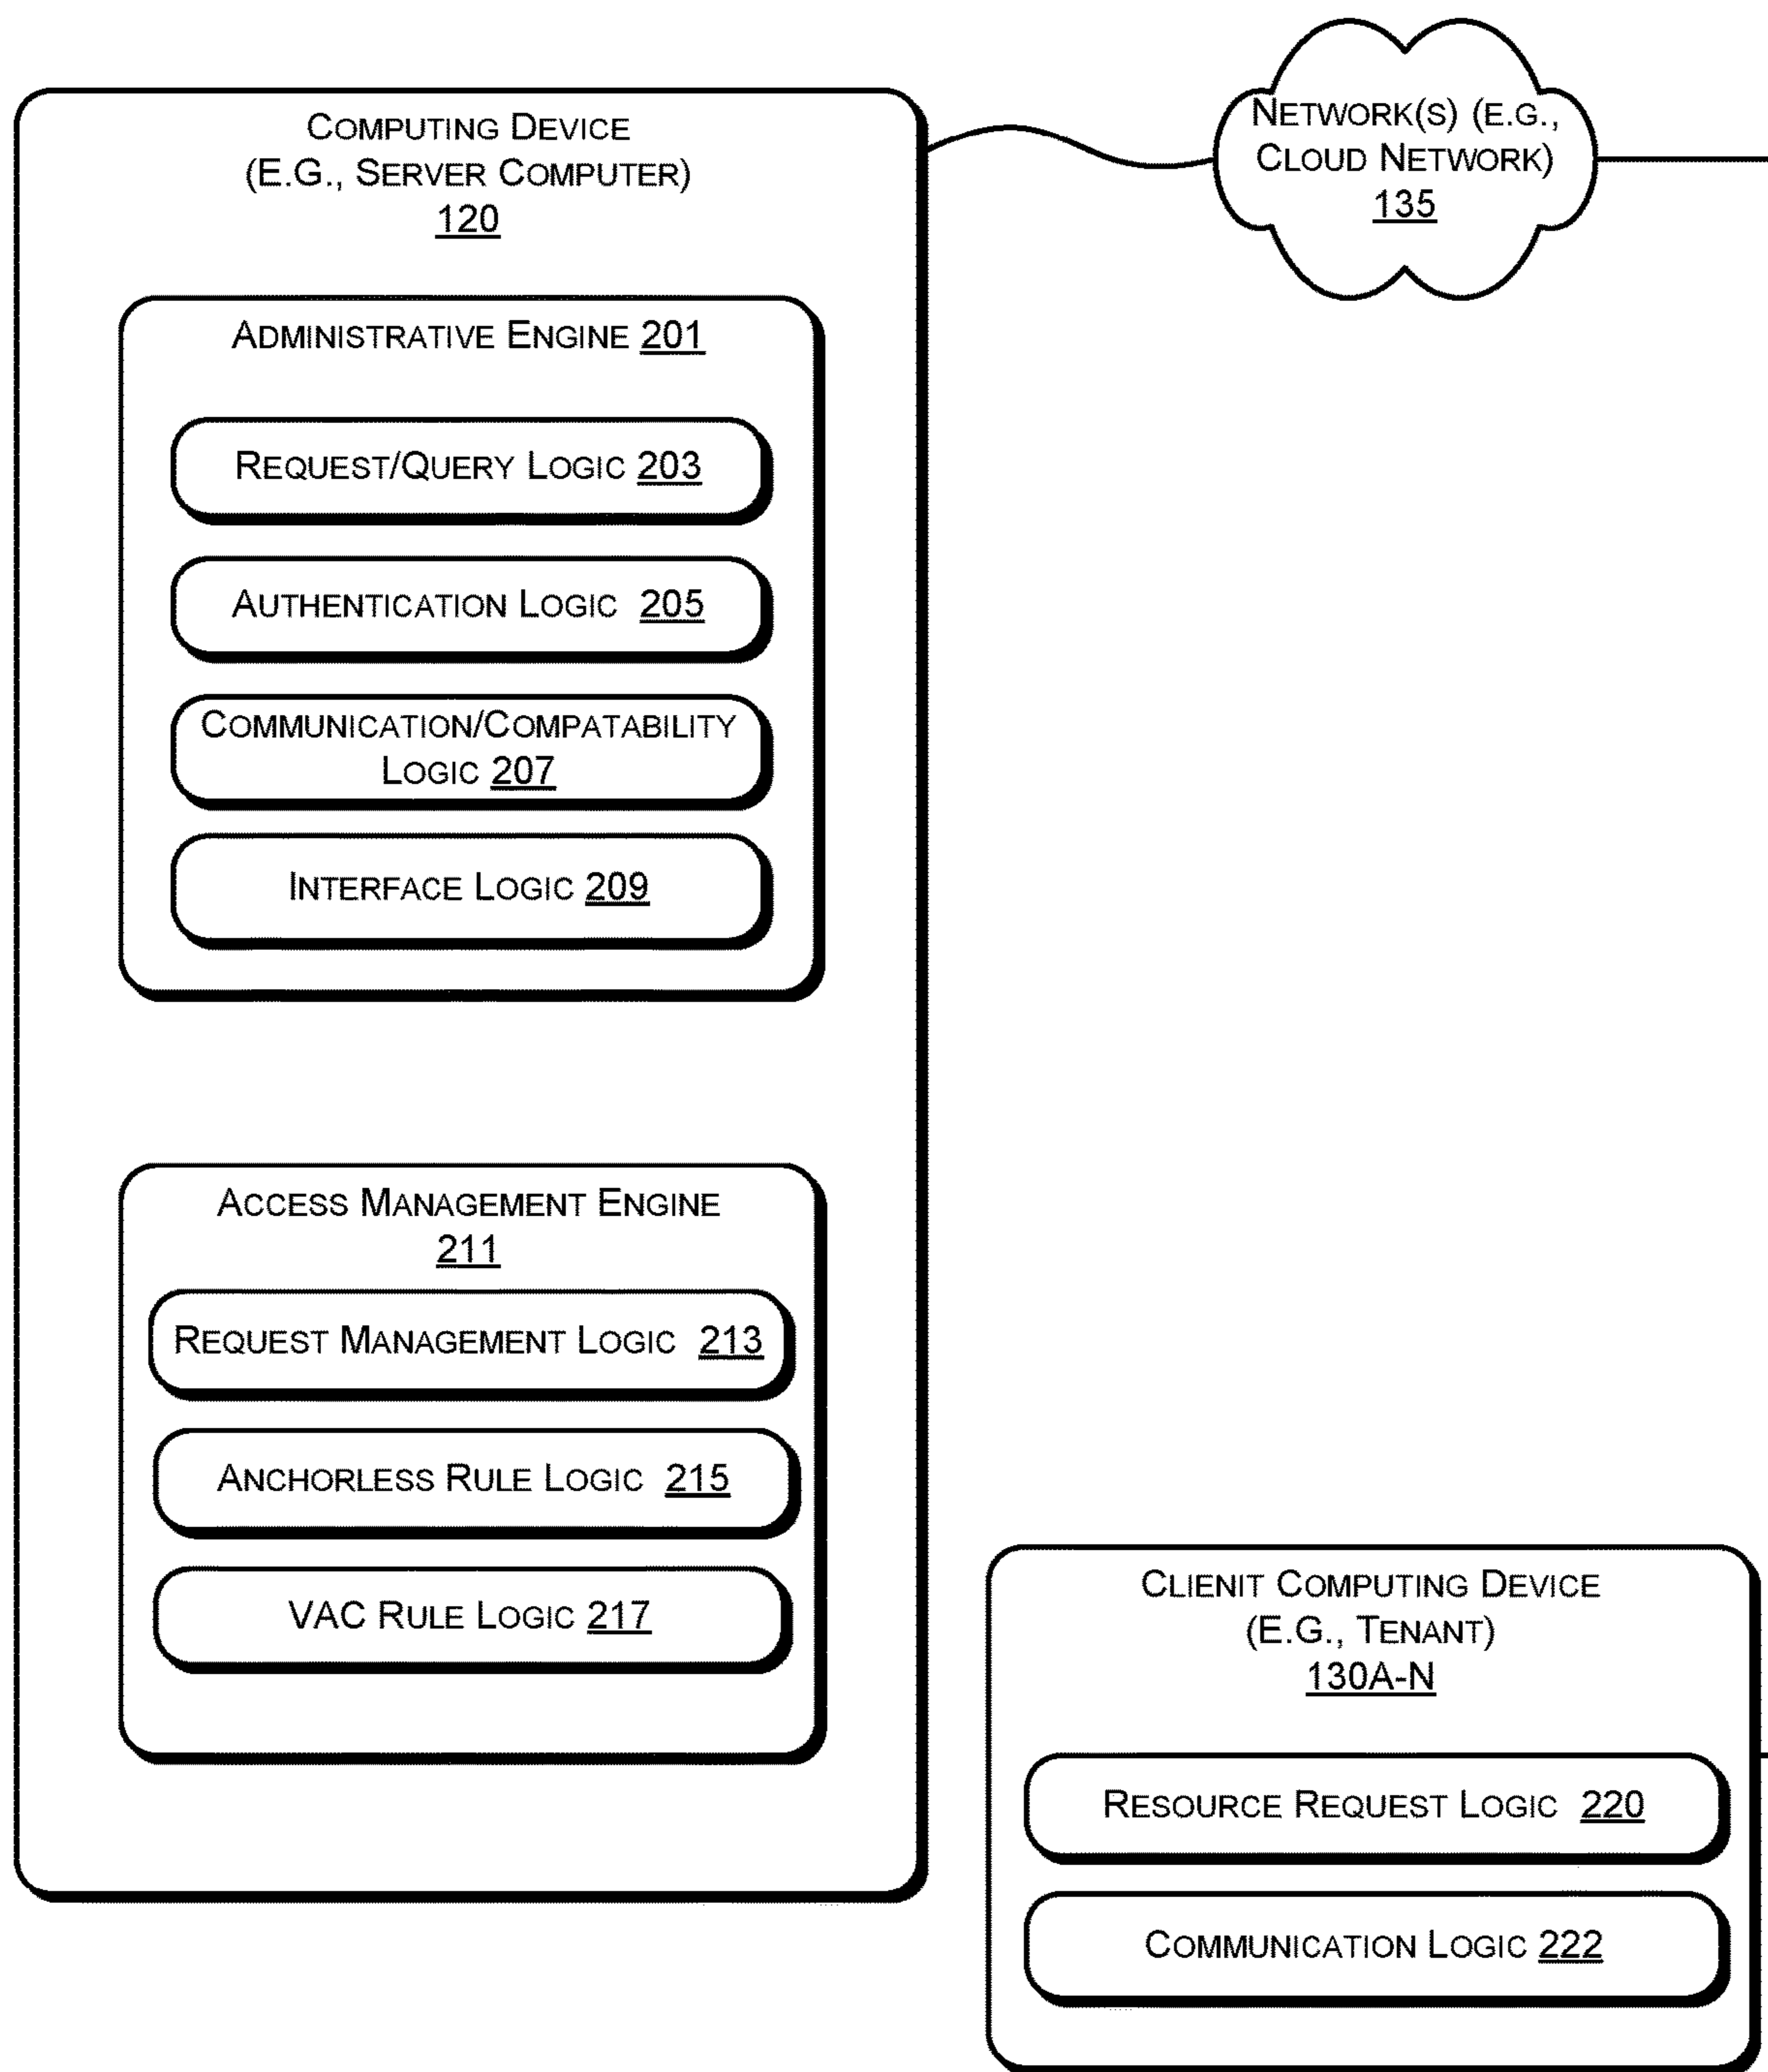 COMPUTING DEVICE
(E.G., SERVER COMPUTER)
120
ADMINISTRATIVE ENGINE 201
REQUEST/QUERY LOGIC 203
AUTHENTICATION LOGIC 205
COMMUNICATION/COMPATABILITY
LOGIC 207
INTERFACE LOGIC 209
ACCESS MANAGEMENT ENGINE
211
REQUEST MANAGEMENT LOGIC 213
ANCHORLESS RULE LOGIC 215
VAC RULE LOGIC 217
NETWORK(S) (E.G.,
CLOUD NETWORK)
135
CLIENIT COMPUTING DEVICE
(E.G., TENANT)
130A-N
RESOURCE REQUEST LOGIC 220
COMMUNICATION LOGIC 222